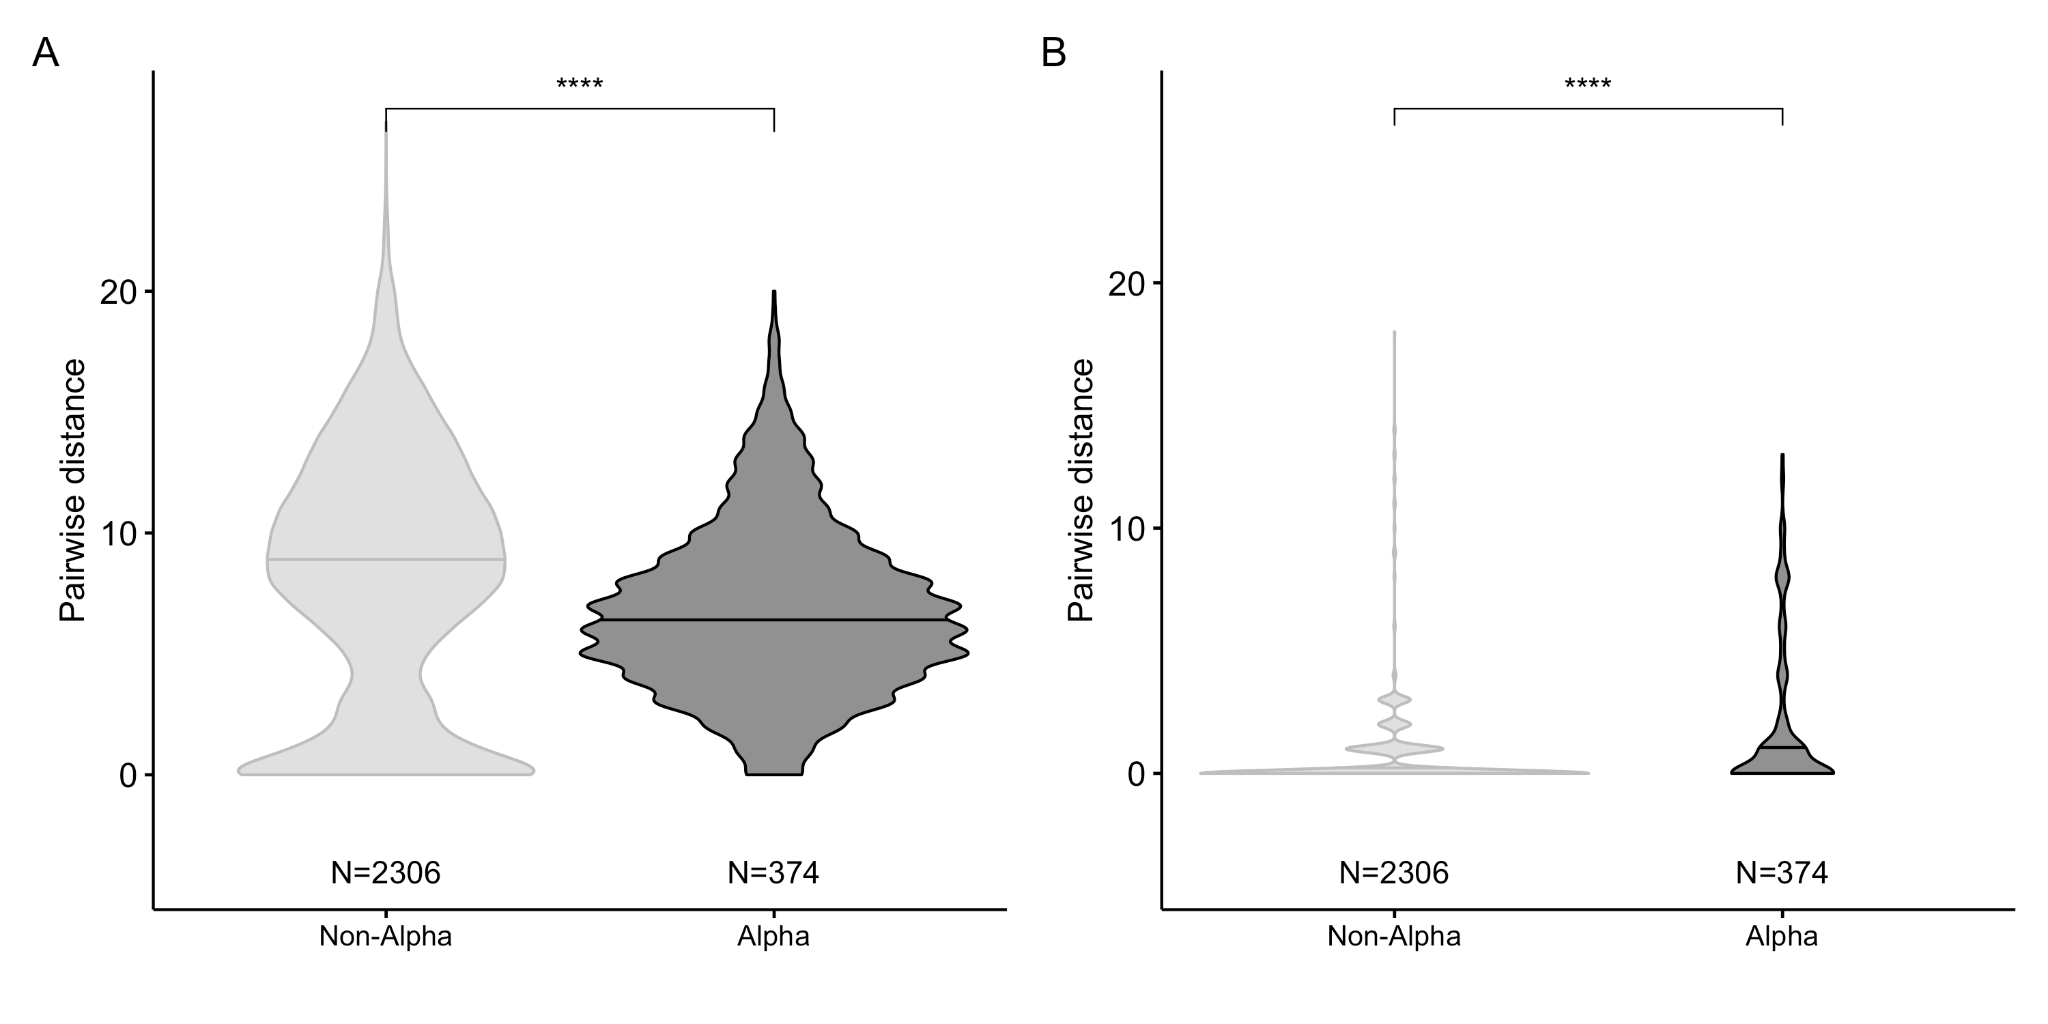 A
****
20
10
0
Pairwise distance
N=2306
N=374
Non-Alpha
Alpha
B
****
20
10
0
Pairwise distance
N=2306
N=374
Non-Alpha
Alpha